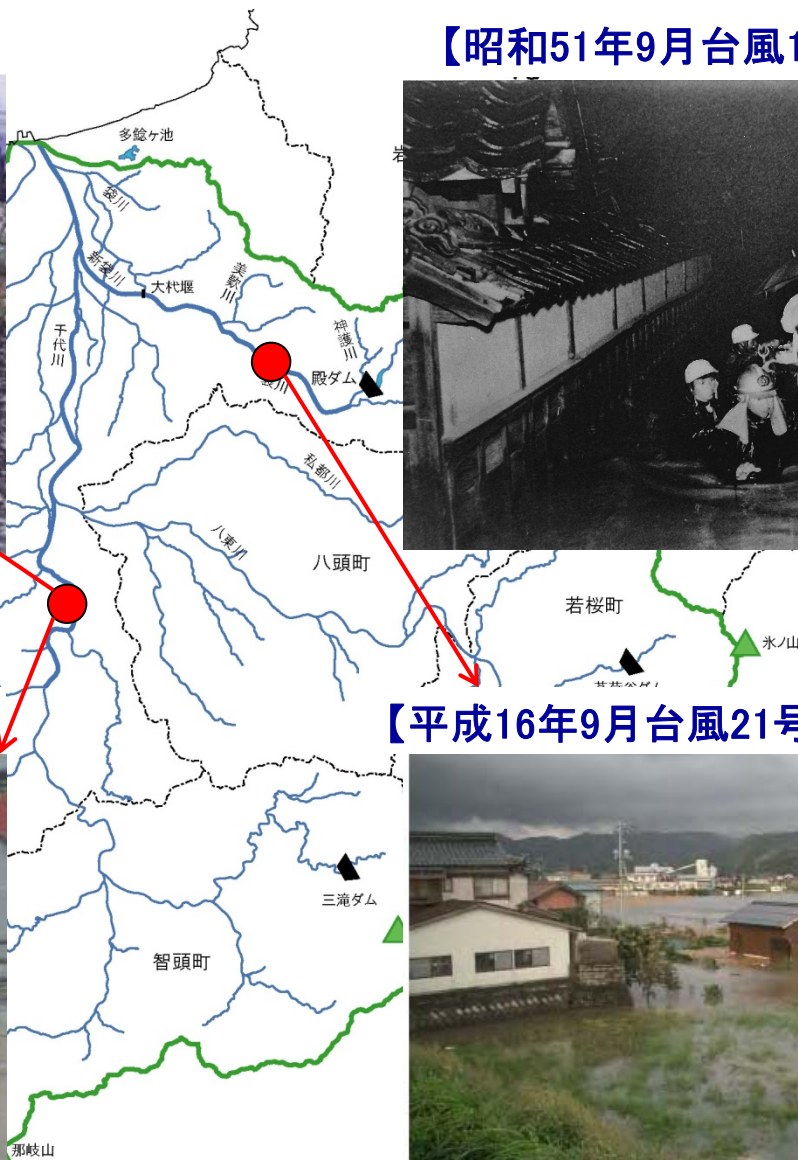 【昭和51年9月台風1
多鯰ヶ池
岩
袋川
新袋川
大杙堰
美歎川
神護川
千代川
袋川
殿ダム
私都川
八東川
八頭町
若桜町
氷ノ山
【平成16年9月台風21号
三滝ダム
智頭町
那岐山